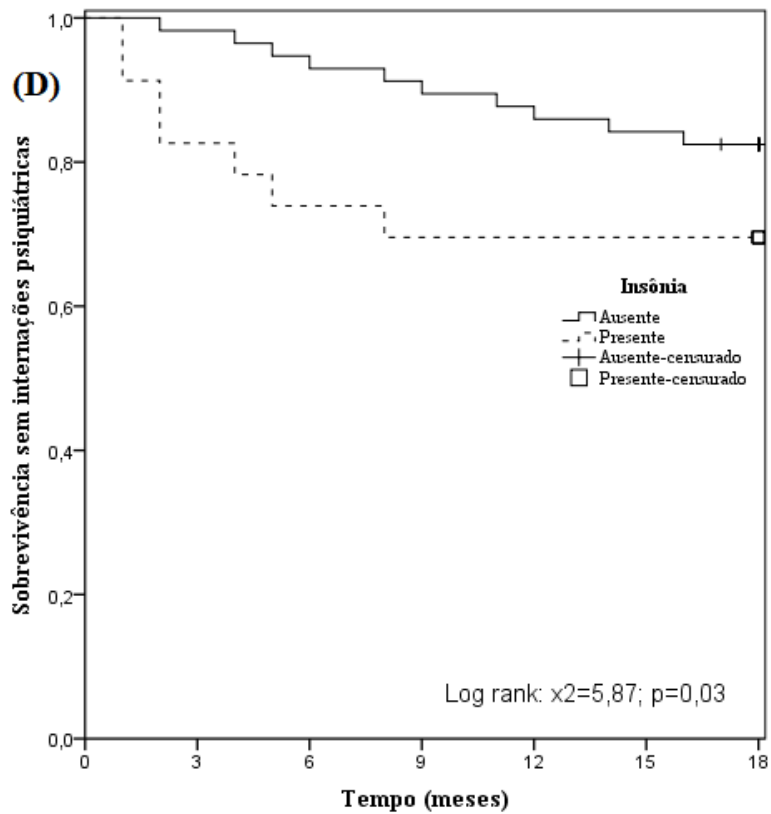 (D)
Sobrevivência sem internações psiquiátricas
1,0
0,8
0,6
0,4
0,2
0,0
Insônia
Ausente
Presente
Ausente-censurado
Presente-censurado
Log rank: x2=5,87; p=0,03
0 3 6 9 12 15 18
Tempo (meses)